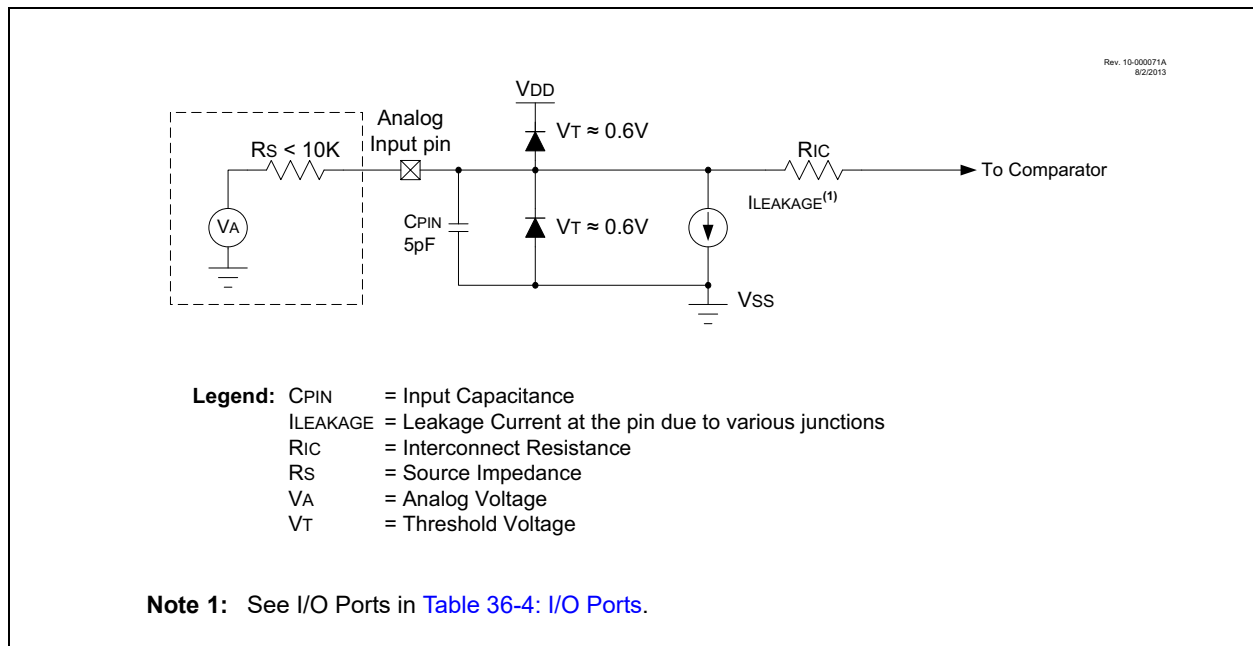 Rev. 10-000071A
8/2/2013
VDD
Analog
Input pin
VT ≈ 0.6V
RS < 10K
RIC
To Comparator
ILEAKAGE(1)
VA
CPIN
5pF
VT ≈ 0.6V
VSS
Legend: CPIN = Input Capacitance
ILEAKAGE = Leakage Current at the pin due to various junctions
RIC = Interconnect Resistance
RS = Source Impedance
VA = Analog Voltage
VT = Threshold Voltage
Note 1: See I/O Ports in Table 36-4: I/O Ports.